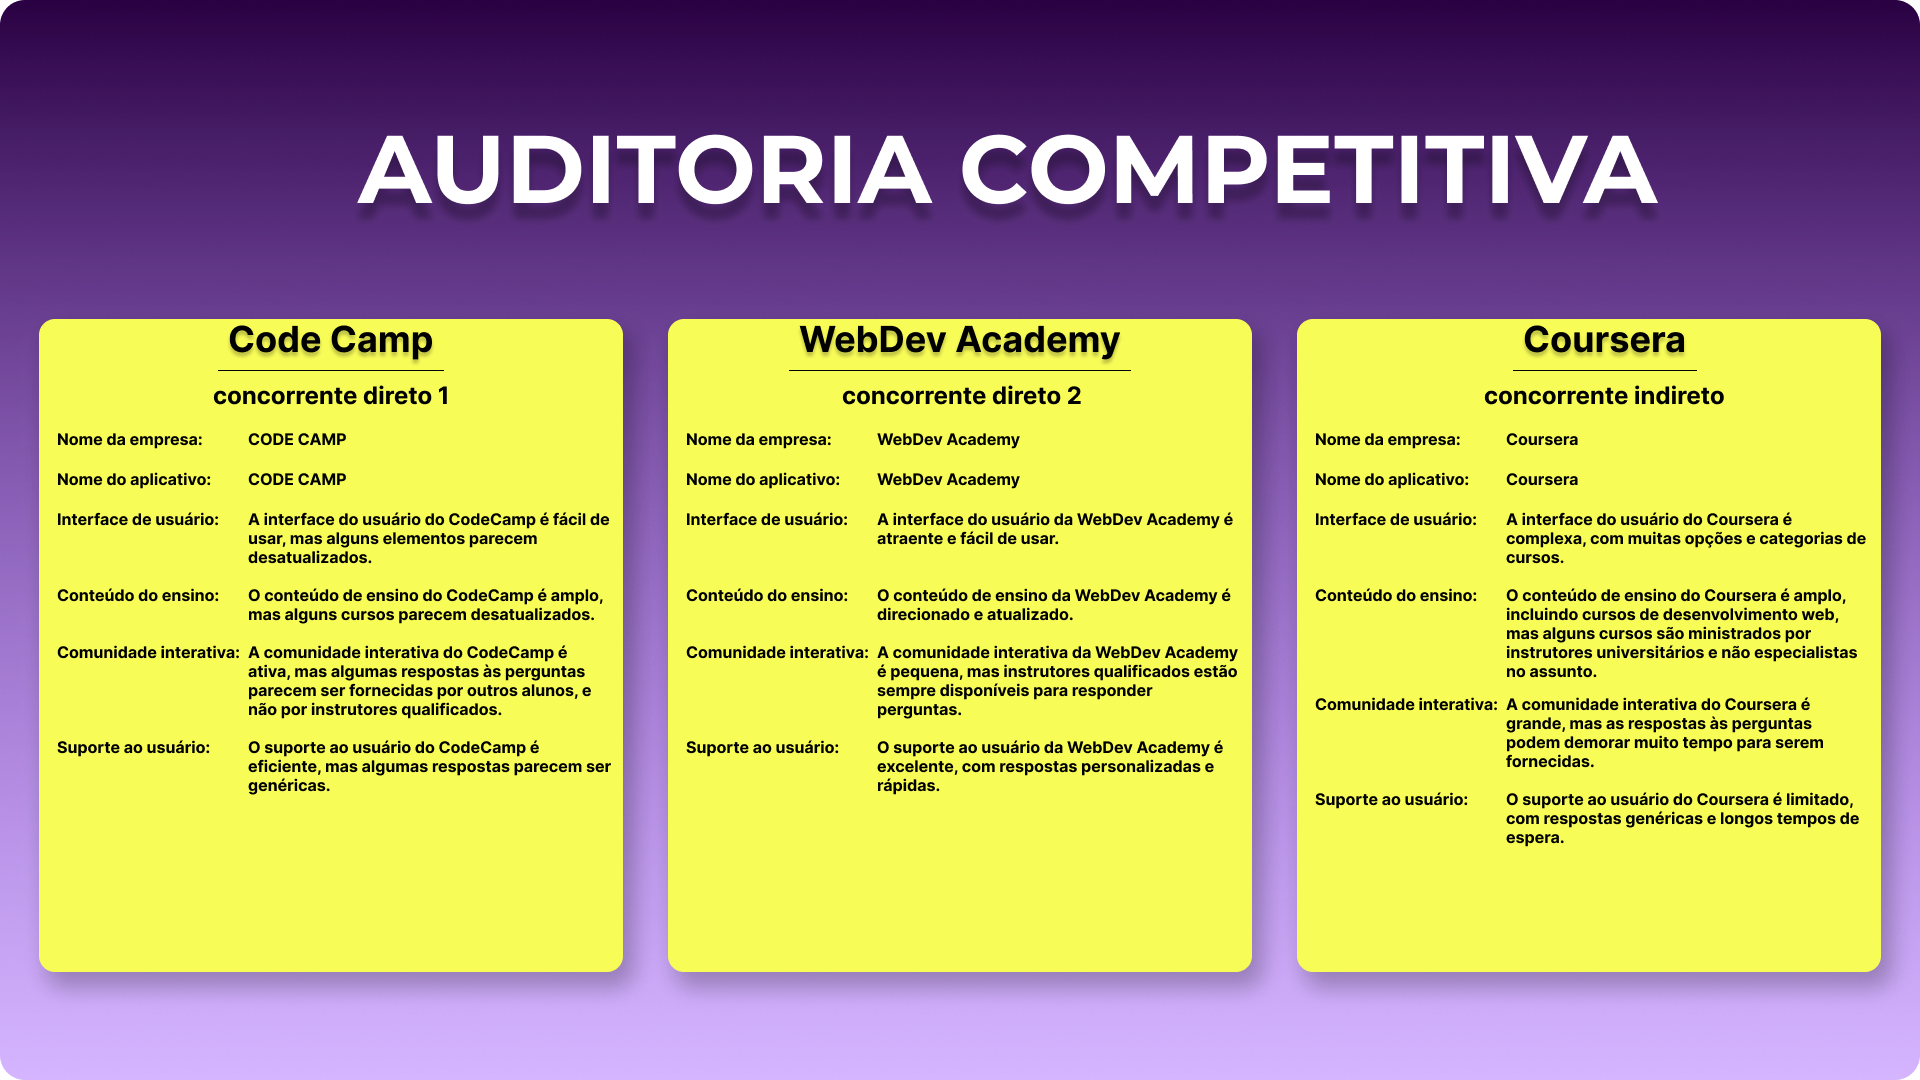 AUDITORIA COMPETITIVA
Code Camp
concorrente direto 1
Nome da empresa: CODE CAMP
Nome do aplicativo: CODE CAMP
Interface de usuário: A interface do usuário do CodeCamp é fácil de
usar, mas alguns elementos parecem
desatualizados.
Conteúdo do ensino: O conteúdo de ensino do CodeCamp é amplo,
mas alguns cursos parecem desatualizados.
Comunidade interativa: A comunidade interativa do CodeCamp é
ativa, mas algumas respostas às perguntas
parecem ser fornecidas por outros alunos, e
não por instrutores qualificados.
Suporte ao usuário: O suporte ao usuário do CodeCamp é
eficiente, mas algumas respostas parecem ser
genéricas.
WebDev Academy
concorrente direto 2
Nome da empresa: WebDev Academy
Nome do aplicativo: WebDev Academy
Interface de usuário: A interface do usuário da WebDev Academy é
atraente e fácil de usar.
Conteúdo do ensino: O conteúdo de ensino da WebDev Academy é
direcionado e atualizado.
Comunidade interativa: A comunidade interativa da WebDev Academy
é pequena, mas instrutores qualificados estão
sempre disponíveis para responder
perguntas.
Suporte ao usuário: O suporte ao usuário da WebDev Academy é
excelente, com respostas personalizadas e
rápidas.
Coursera
concorrente indireto
Nome da empresa: Coursera
Nome do aplicativo: Coursera
Interface de usuário: A interface do usuário do Coursera é
complexa, com muitas opções e categorias de
cursos.
Conteúdo do ensino: O conteúdo de ensino do Coursera é amplo,
incluindo cursos de desenvolvimento web,
mas alguns cursos são ministrados por
instrutores universitários e não especialistas
no assunto.
Comunidade interativa: A comunidade interativa do Coursera é
grande, mas as respostas às perguntas
podem demorar muito tempo para serem
fornecidas.
Suporte ao usuário: O suporte ao usuário do Coursera é limitado,
com respostas genéricas e longos tempos de
espera.